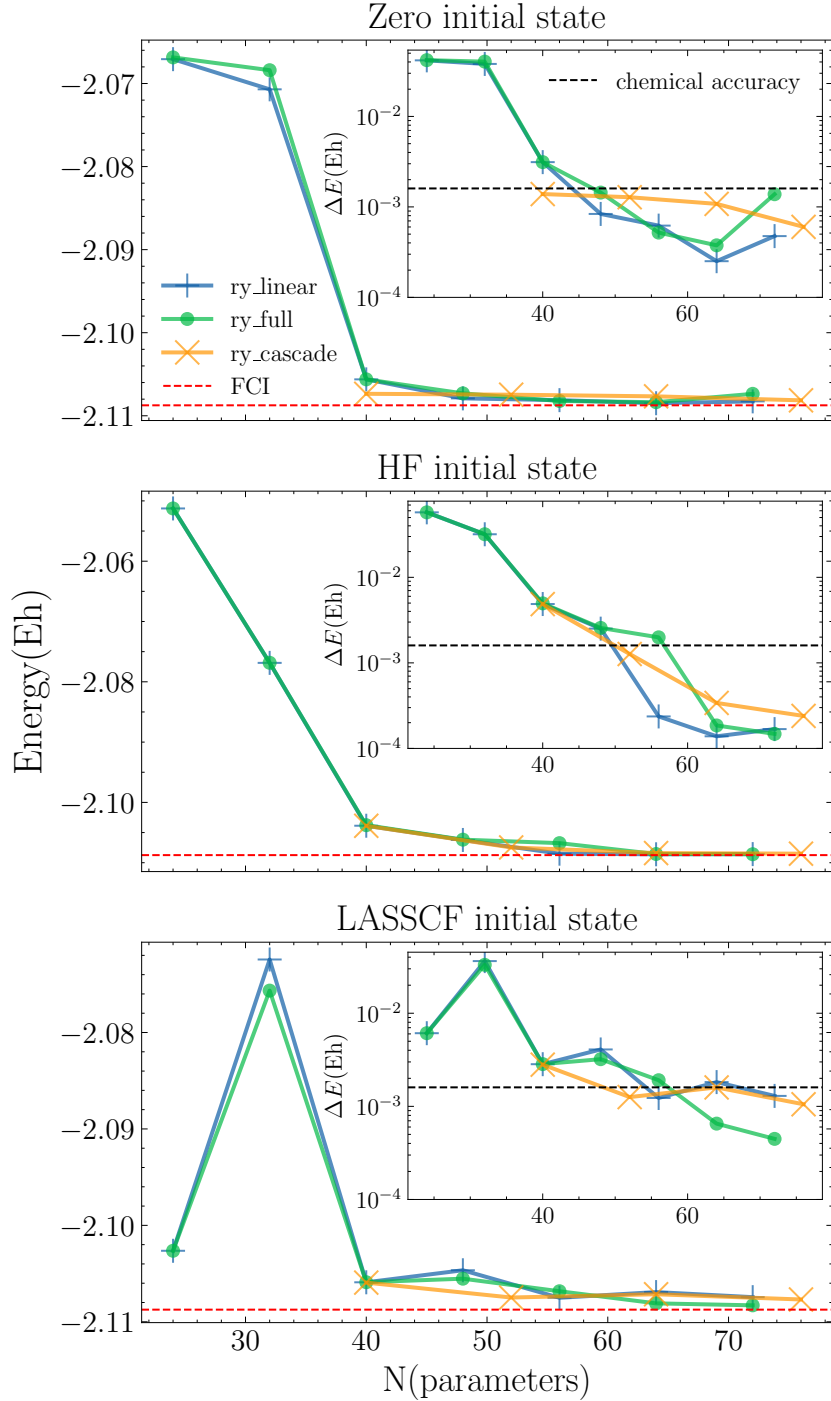 Zero initial state
−2.07
−2.08
−2.09
−2.10
−2.11
ry_linear
ry_full
ry_cascade
FCI
ΔE(Eh)
10⁻²
10⁻³
10⁻⁴
40
60
chemical accuracy
HF initial state
−2.06
−2.08
−2.10
ΔE(Eh)
10⁻²
10⁻³
10⁻⁴
40
60
Energy(Eh)
LASSCF initial state
−2.08
−2.09
−2.10
−2.11
ΔE(Eh)
10⁻²
10⁻³
10⁻⁴
40
60
30
40
50
60
70
N(parameters)